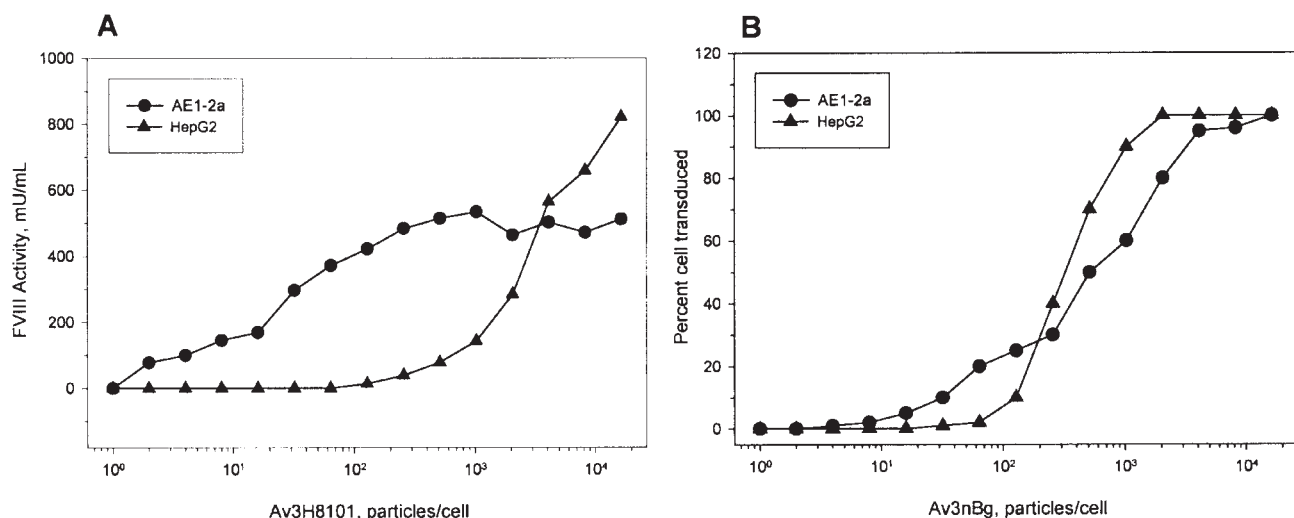 A
FVIII Activity, mU/mL
1000
800
600
400
200
0
AE1-2a
HepG2
10⁰
10¹
10²
10³
10⁴
Av3H8101, particles/cell
B
Percent cell transduced
120
100
80
60
40
20
0
AE1-2a
HepG2
10⁰
10¹
10²
10³
10⁴
Av3nBg, particles/cell